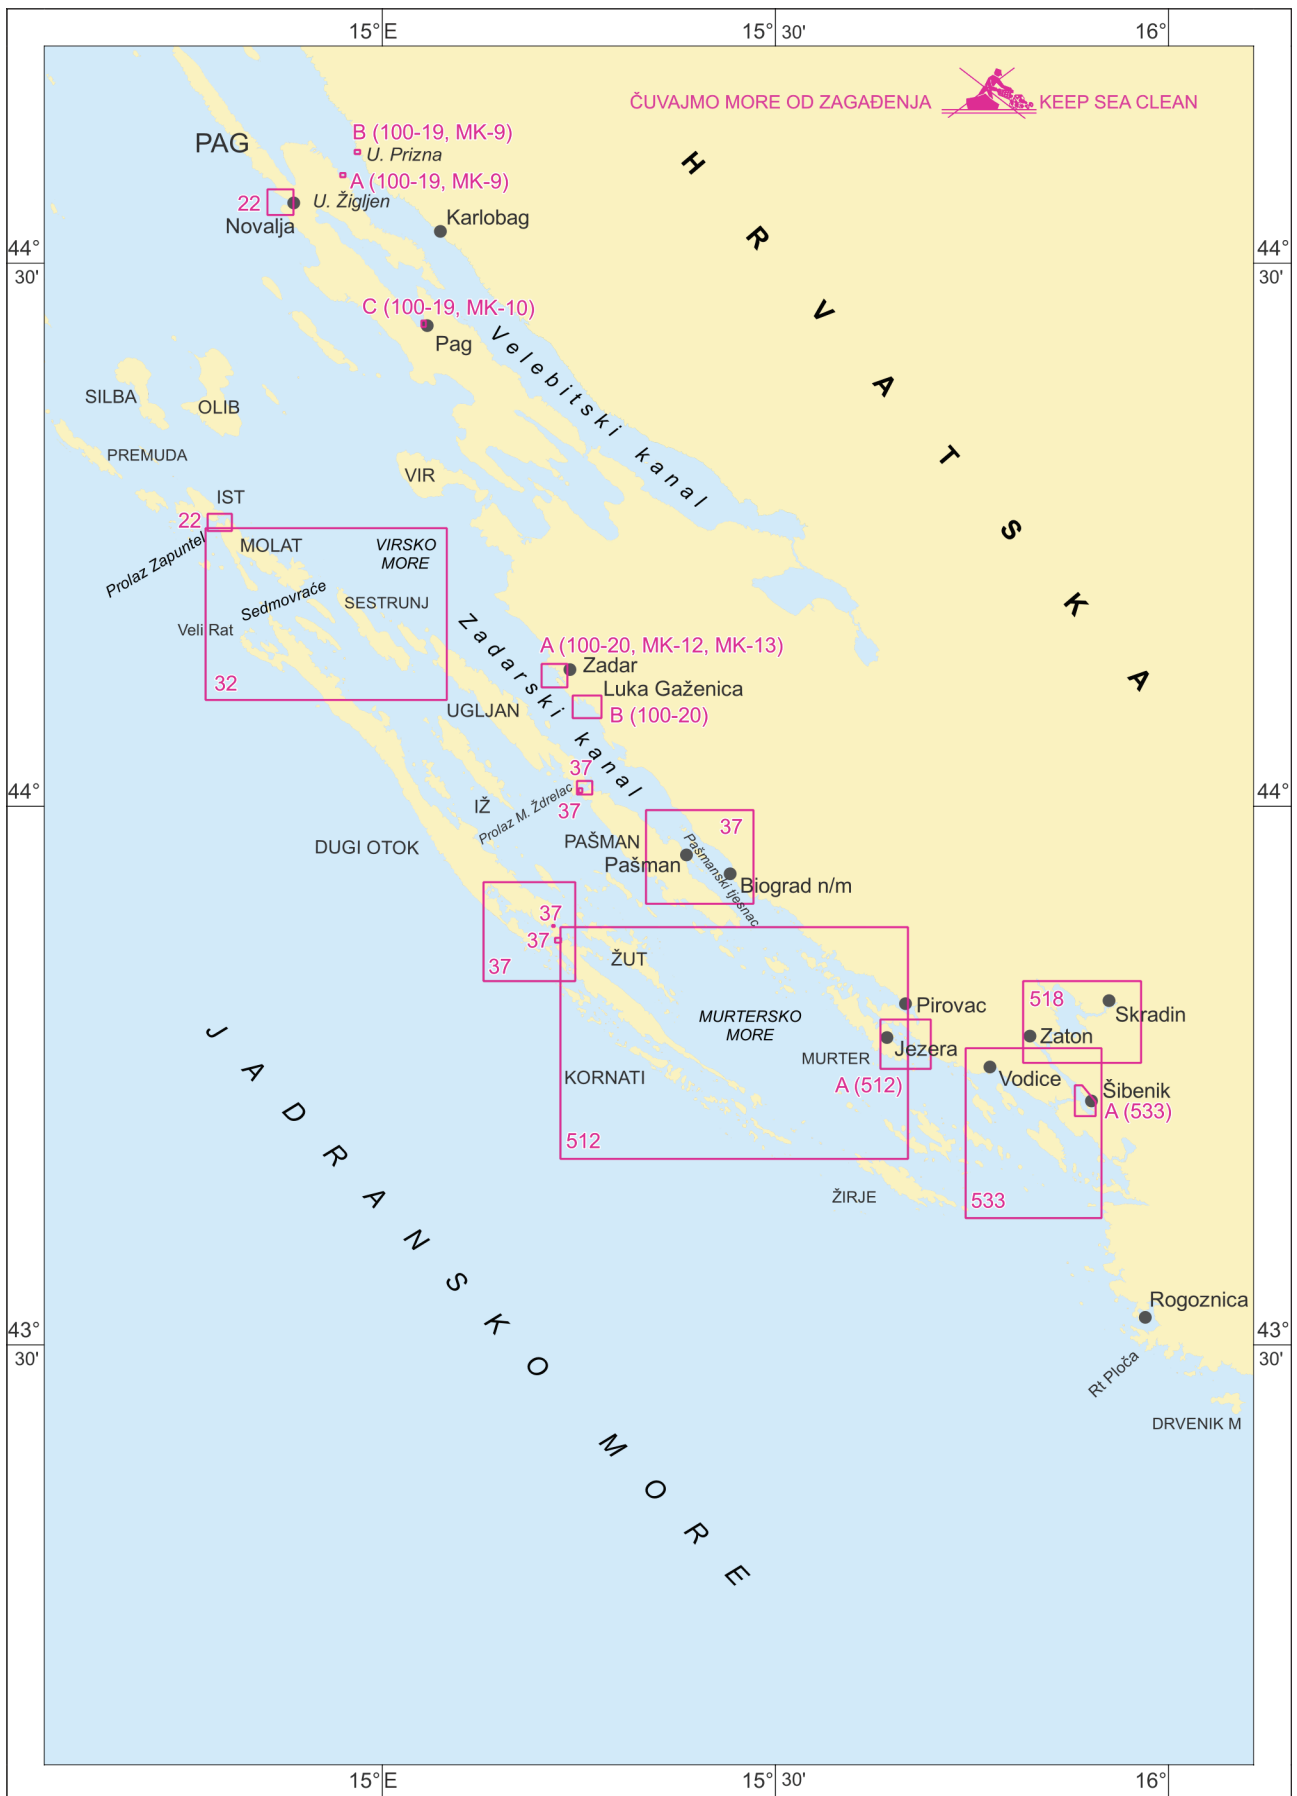 15°E
15° 30'
16°
ČUVAJMO MORE OD ZAGAĐENJA
KEEP SEA CLEAN
PAG
B (100-19, MK-9)
U. Prizna
A (100-19, MK-9)
22
U. Žigljen
Novalja
Karlobag
HRVATSKA
44°
30'
44°
30'
C (100-19, MK-10)
Pag
Velebitski kanal
SILBA
OLIB
PREMUDA
VIR
IST
22
Prolaz Zapuntel
MOLAT
VIRSKO
MORE
Sedmovraće
SESTRUNJ
Veli Rat
32
Zadarski kanal
A (100-20, MK-12, MK-13)
Zadar
Luka Gaženica
B (100-20)
UGLJAN
37
37
IŽ
Prolaz M. Ždrelac
44°
44°
DUGI OTOK
PAŠMAN
37
Pašman
Pašmanski tjesnac
Biograd n/m
37
37
37
ŽUT
MURTERSKO
MORE
Pirovac
518
Skradin
Zaton
Jezera
MURTER
A (512)
Vodice
Šibenik
A (533)
KORNATI
512
ŽIRJE
533
JADRANSKO MORE
Rogoznica
43°
30'
43°
30'
Rt Ploča
DRVENIK M
15°E
15° 30'
16°